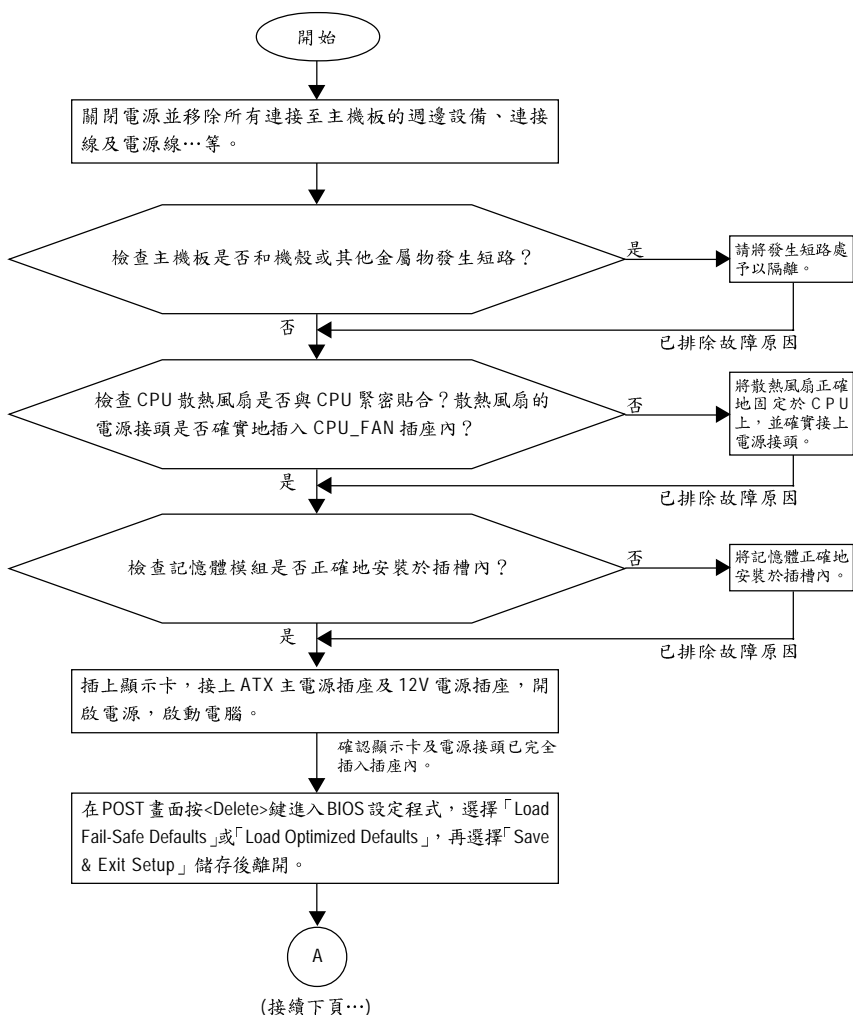 開始
關閉電源並移除所有連接至主機板的週邊設備、連接
線及電源線…等。
檢查主機板是否和機殼或其他金屬物發生短路？
是
請將發生短路處
予以隔離。
否
已排除故障原因
檢查 CPU 散熱風扇是否與 CPU 緊密貼合？散熱風扇的
電源接頭是否確實地插入 CPU_FAN 插座內？
否
將散熱風扇正確
地固定於 CPU
上，並確實接上
電源接頭。
是
已排除故障原因
檢查記憶體模組是否正確地安裝於插槽內？
否
將記憶體正確地
安裝於插槽內。
是
已排除故障原因
插上顯示卡，接上 ATX 主電源插座及 12V 電源插座，開
啟電源，啟動電腦。
確認顯示卡及電源接頭已完全
插入插座內。
在 POST 畫面按<Delete>鍵進入 BIOS 設定程式，選擇「Load
Fail-Safe Defaults」或「Load Optimized Defaults」，再選擇「Save
& Exit Setup」儲存後離開。
A
(接續下頁…)